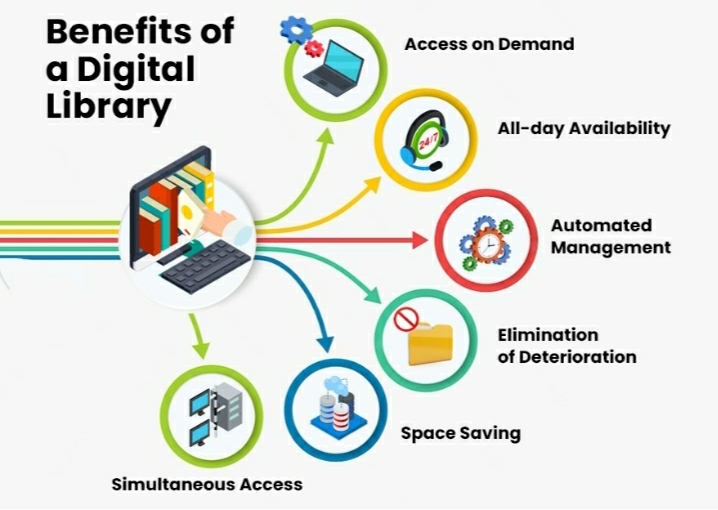 Benefits of
a Digital
Library
Access on Demand
24/7
All-day Availability
Automated
Management
Elimination
of Deterioration
Space Saving
Simultaneous Access